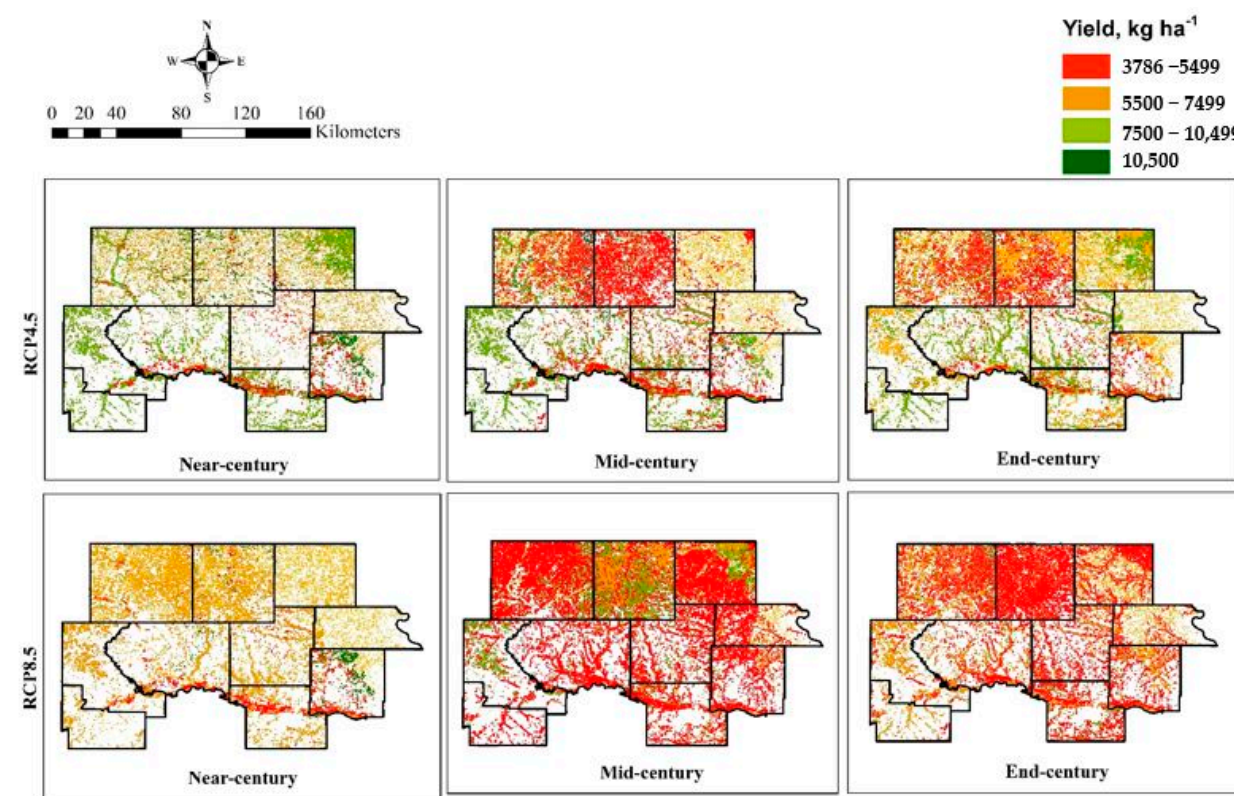 N
W E
S
0 20 40 80 120 160
Kilometers
Yield, kg ha⁻¹
3786 –5499
5500 – 7499
7500 – 10,499
10,500
RCP4.5
Near-century
Mid-century
End-century
RCP8.5
Near-century
Mid-century
End-century